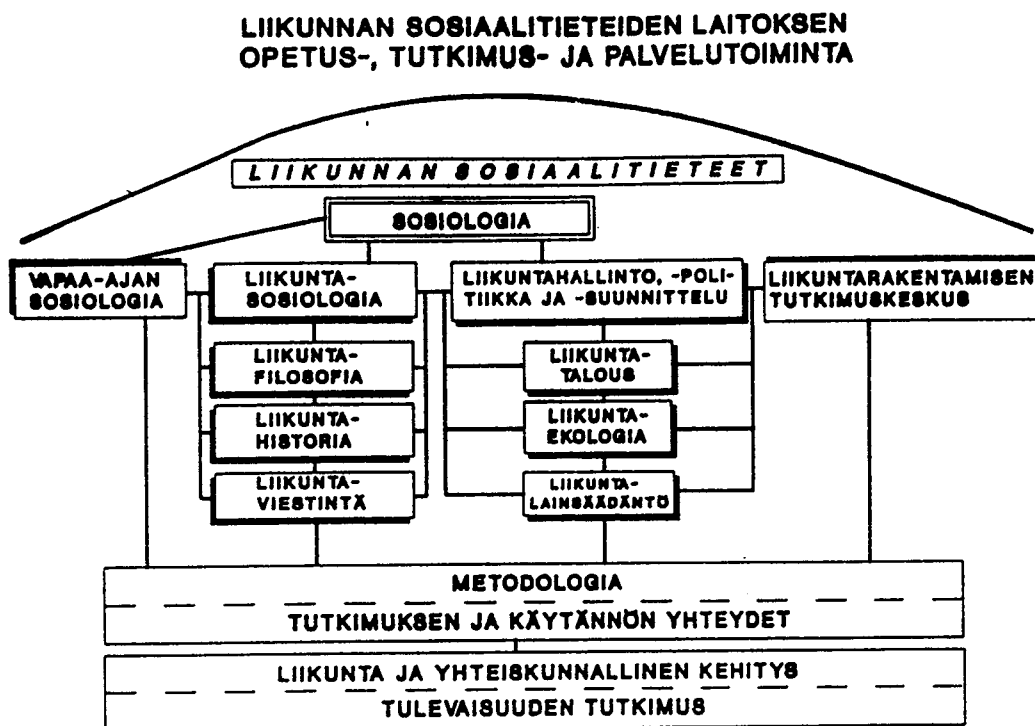 LIIKUNNAN SOSIAALITIETEIDEN LAITOKSEN
OPETUS-, TUTKIMUS- JA PALVELUTOIMINTA
LIIKUNNAN SOSIAALITIETEET
SOSIOLOGIA
VAPAA-AJAN
SOSIOLOGIA
LIIKUNTA-
SOSIOLOGIA
LIIKUNTAHALLINTO, -POLI-
TIIKKA JA -SUUNNITTELU
LIIKUNTARAKENTAMISEN
TUTKIMUSKESKUS
LIIKUNTA-
FILOSOFIA
LIIKUNTA-
TALOUS
LIIKUNTA-
HISTORIA
LIIKUNTA-
EKOLOGIA
LIIKUNTA-
VIESTINTÄ
LIIKUNTA-
LAINSÄÄDÄNTÖ
METODOLOGIA
TUTKIMUKSEN JA KÄYTÄNNÖN YHTEYDET
LIIKUNTA JA YHTEISKUNNALLINEN KEHITYS
TULEVAISUUDEN TUTKIMUS